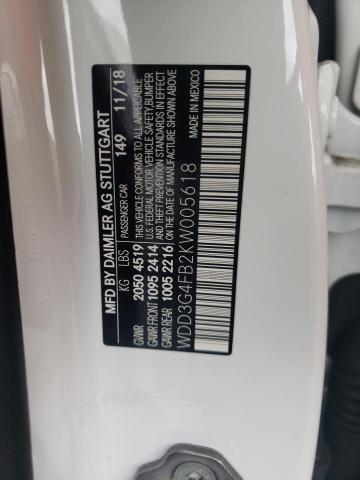 MFD BY DAIMLER AG STUTTGART
KG LBS PASSENGER CAR 149 11/18
GVWR 2050 4519 THIS VEHICLE CONFORMS TO ALL APPLICABLE
GAWR FRONT 1095 2414 U.S. FEDERAL MOTOR VEHICLE SAFETY, BUMPER
GAWR REAR 1005 2216 AND THEFT PREVENTION STANDARDS IN EFFECT ON THE DATE OF MANUFACTURE SHOWN ABOVE
MADE IN MEXICO
WDD3G4FB2KW005618